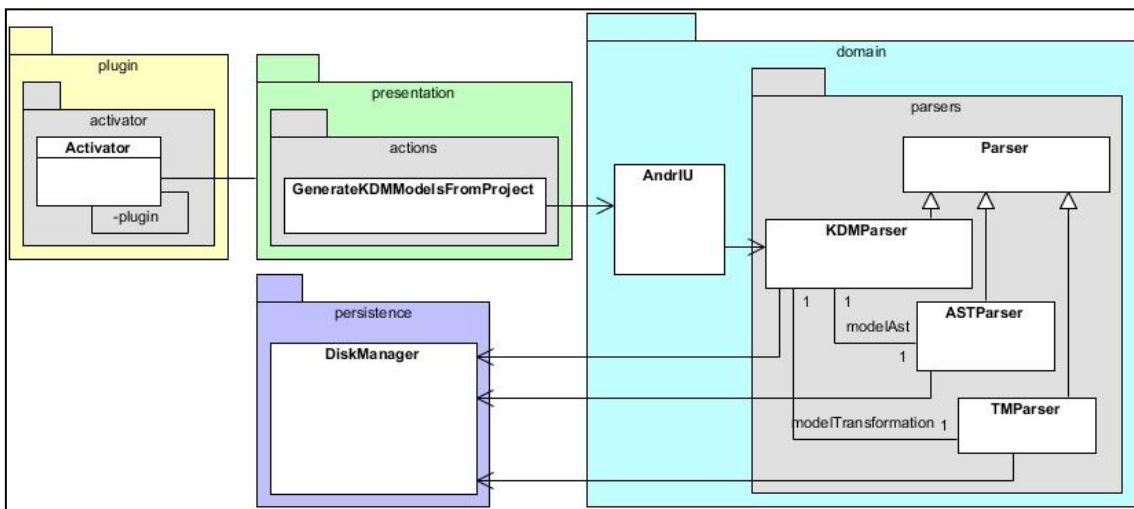 plugin
activator
Activator
-plugin
presentation
actions
GenerateKDMModelsFromProject
persistence
DiskManager
domain
AndrIU
parsers
Parser
KDMParser
1
1
modelAst
1
ASTParser
modelTransformation
1
TMParser